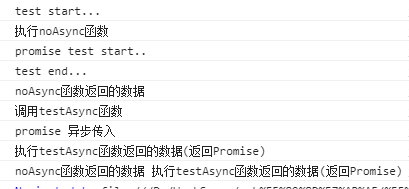 test start...
执行noAsync函数
promise test start..
test end...
noAsync函数返回的数据
调用testAsync函数
promise 异步传入
执行testAsync函数返回的数据(返回Promise)
noAsync函数返回的数据 执行testAsync函数返回的数据(返回Promise)